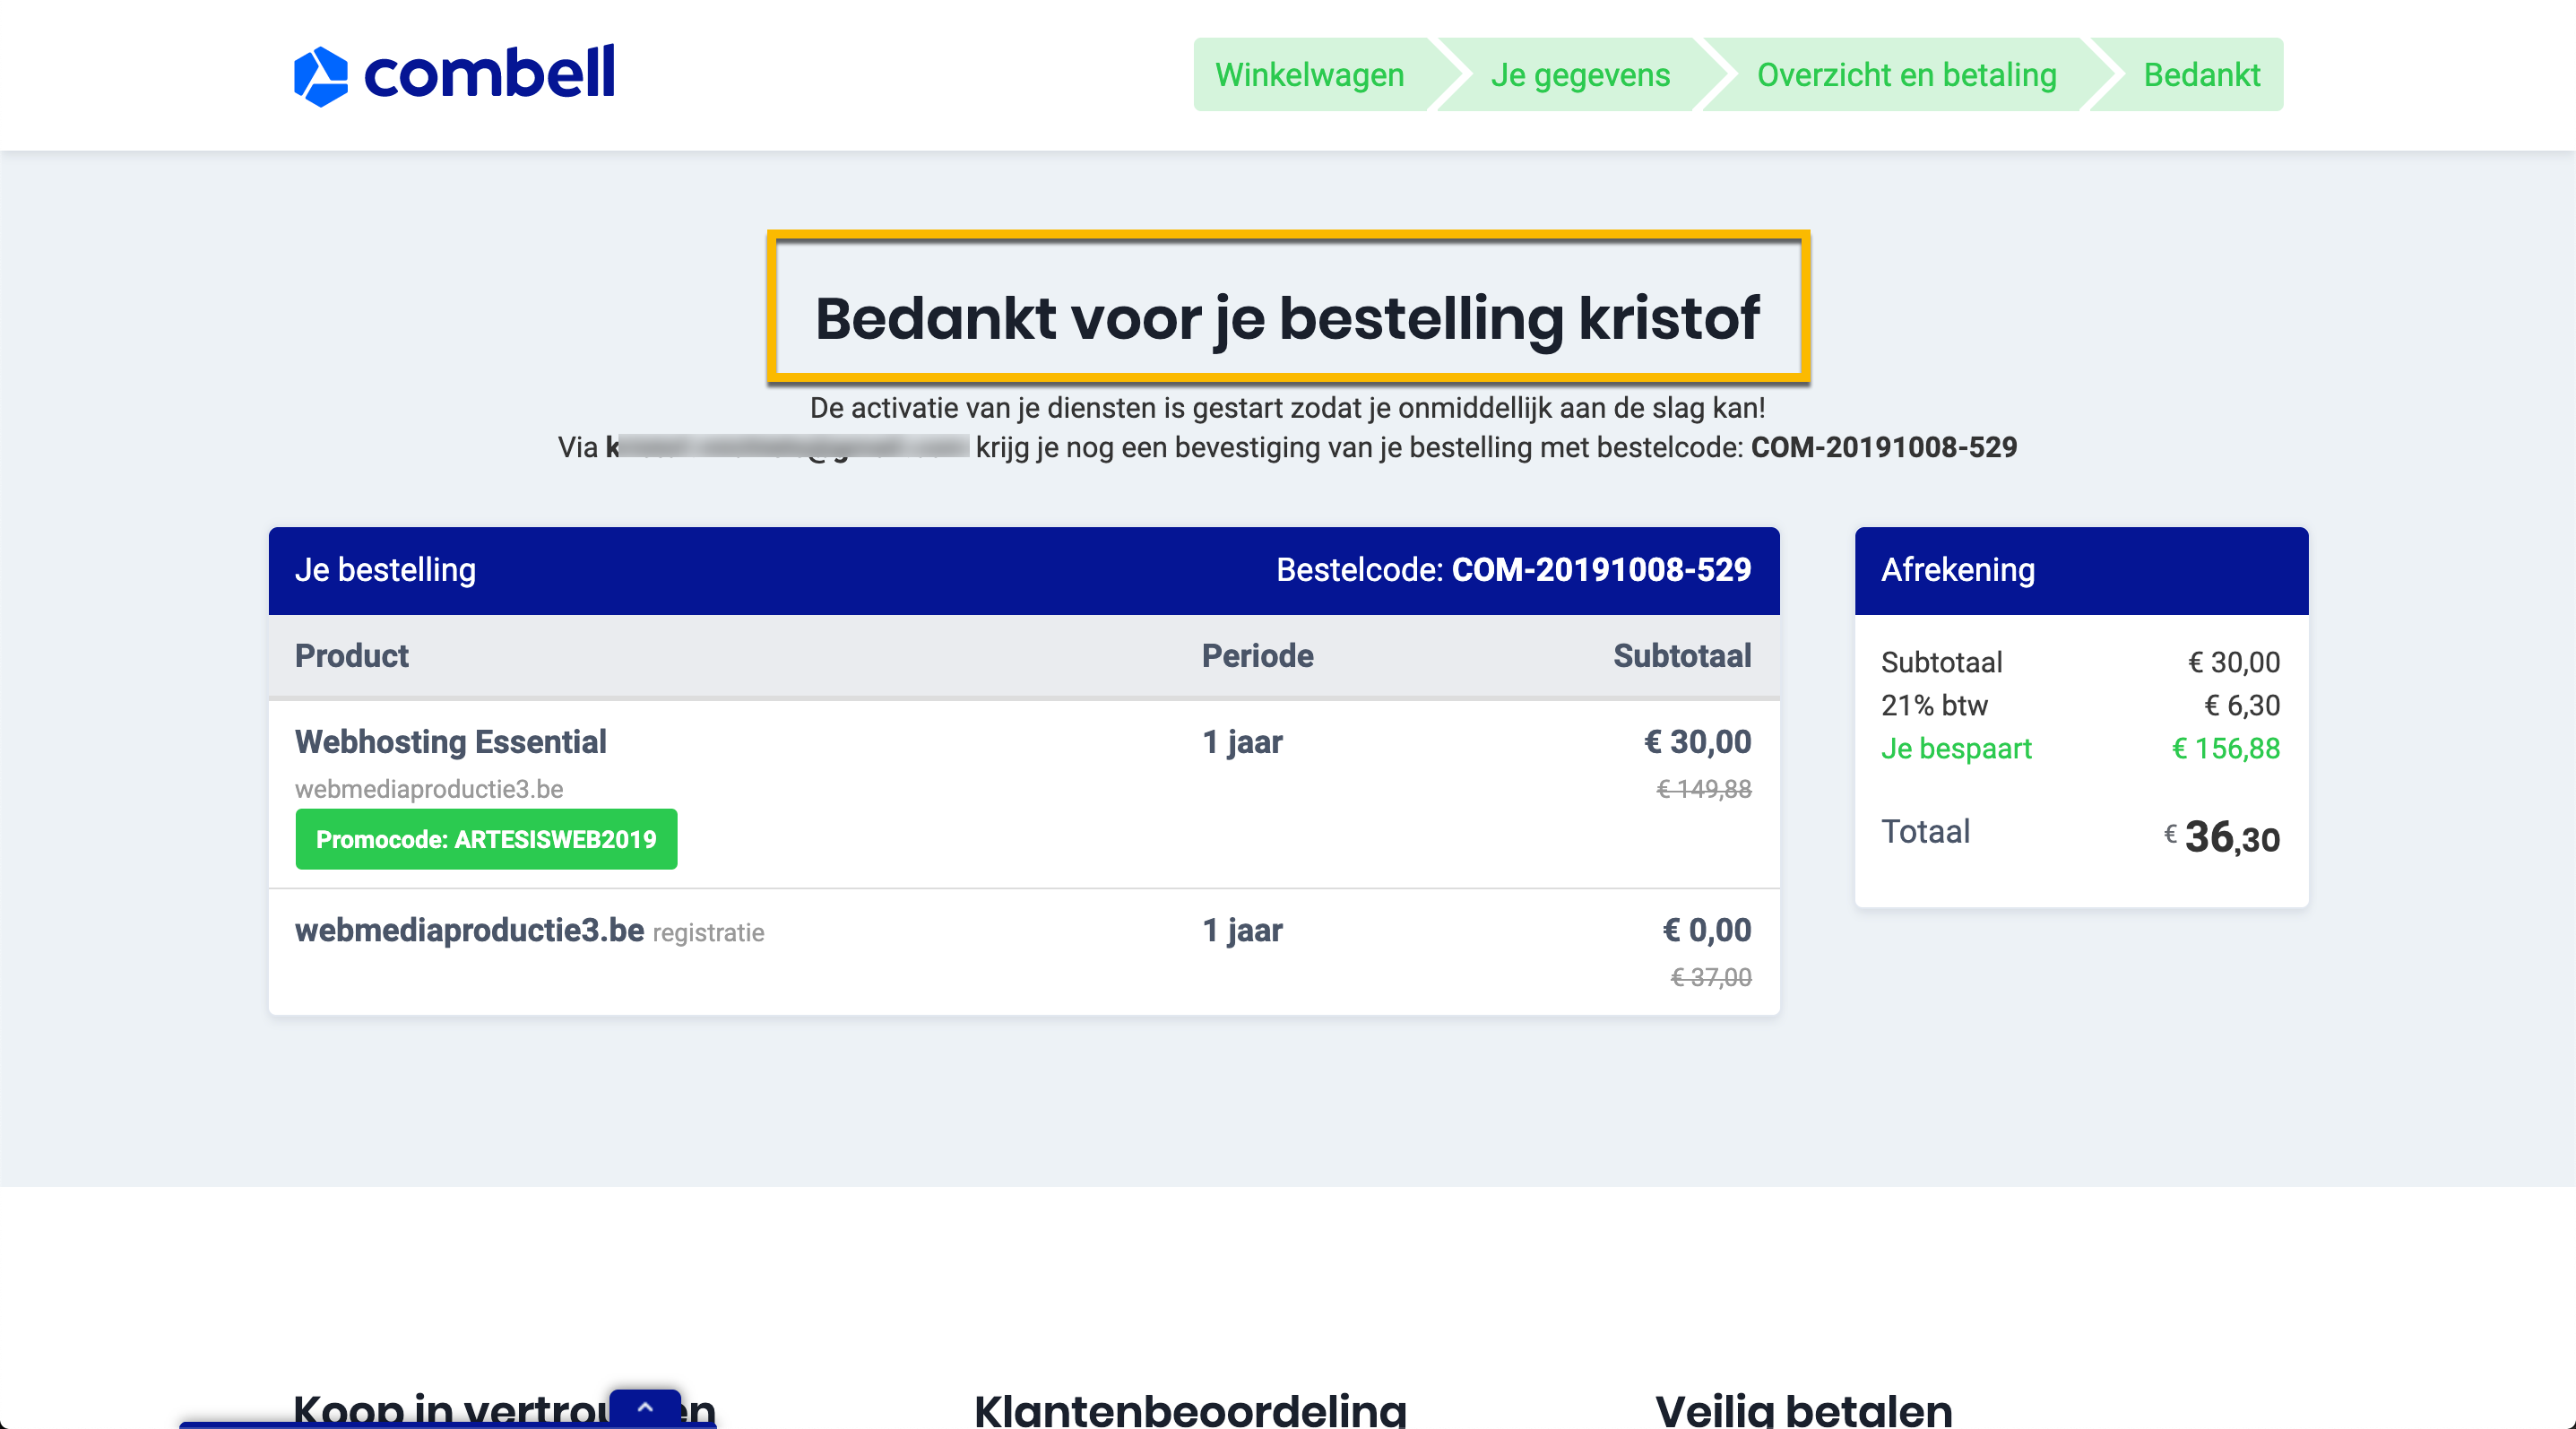 combell
Winkelwagen
Je gegevens
Overzicht en betaling
Bedankt
Bedankt voor je bestelling kristof
De activatie van je diensten is gestart zodat je onmiddellijk aan de slag kan!
Via krijg je nog een bevestiging van je bestelling met bestelcode: COM-20191008-529
Je bestelling Bestelcode: COM-20191008-529
Product Periode Subtotaal
Webhosting Essential 1 jaar € 30,00
webmediaproductie3.be € 149,88
Promocode: ARTESISWEB2019
webmediaproductie3.be registratie 1 jaar € 0,00
€ 37,00
Afrekening
Subtotaal € 30,00
21% btw € 6,30
Je bespaart € 156,88
Totaal € 36,30
Koop in
Klantenbeoordeling
Veilig betalen